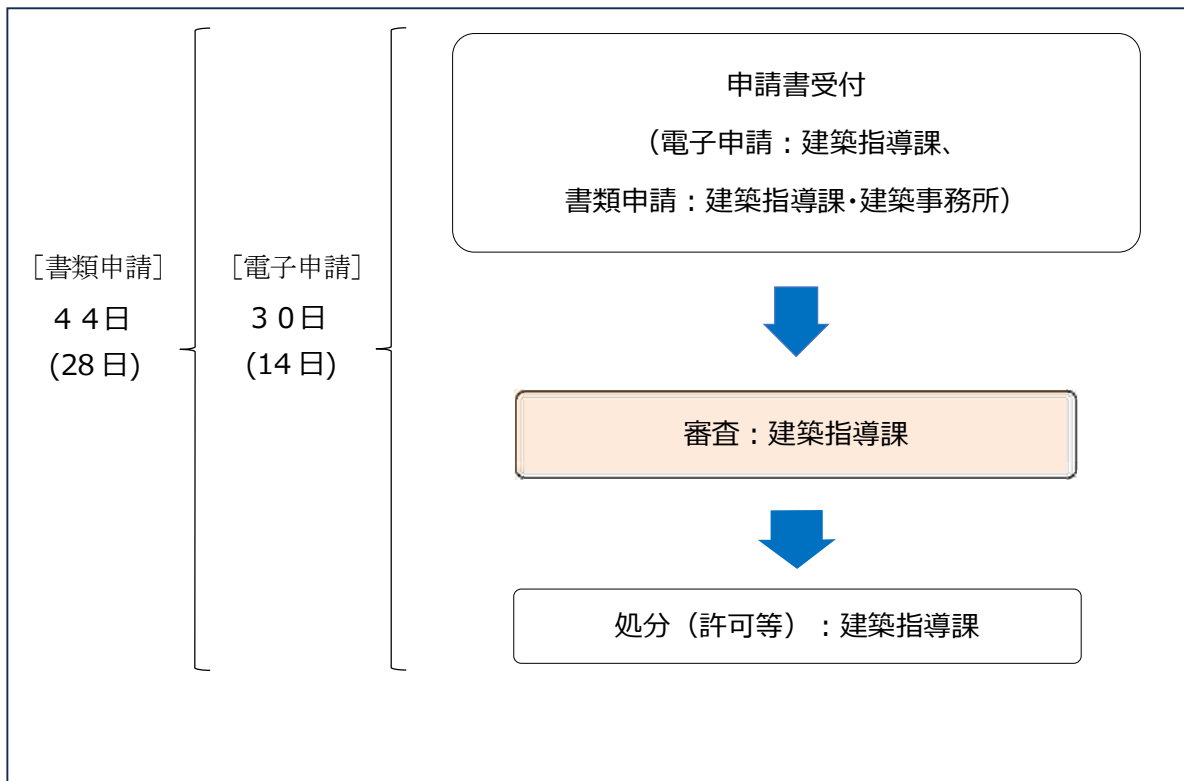 申請書受付
（電子申請：建築指導課、
書類申請：建築指導課･建築事務所）
［書類申請］
４４日
(28日)
［電子申請］
３０日
(14日)
審査：建築指導課
処分（許可等）：建築指導課